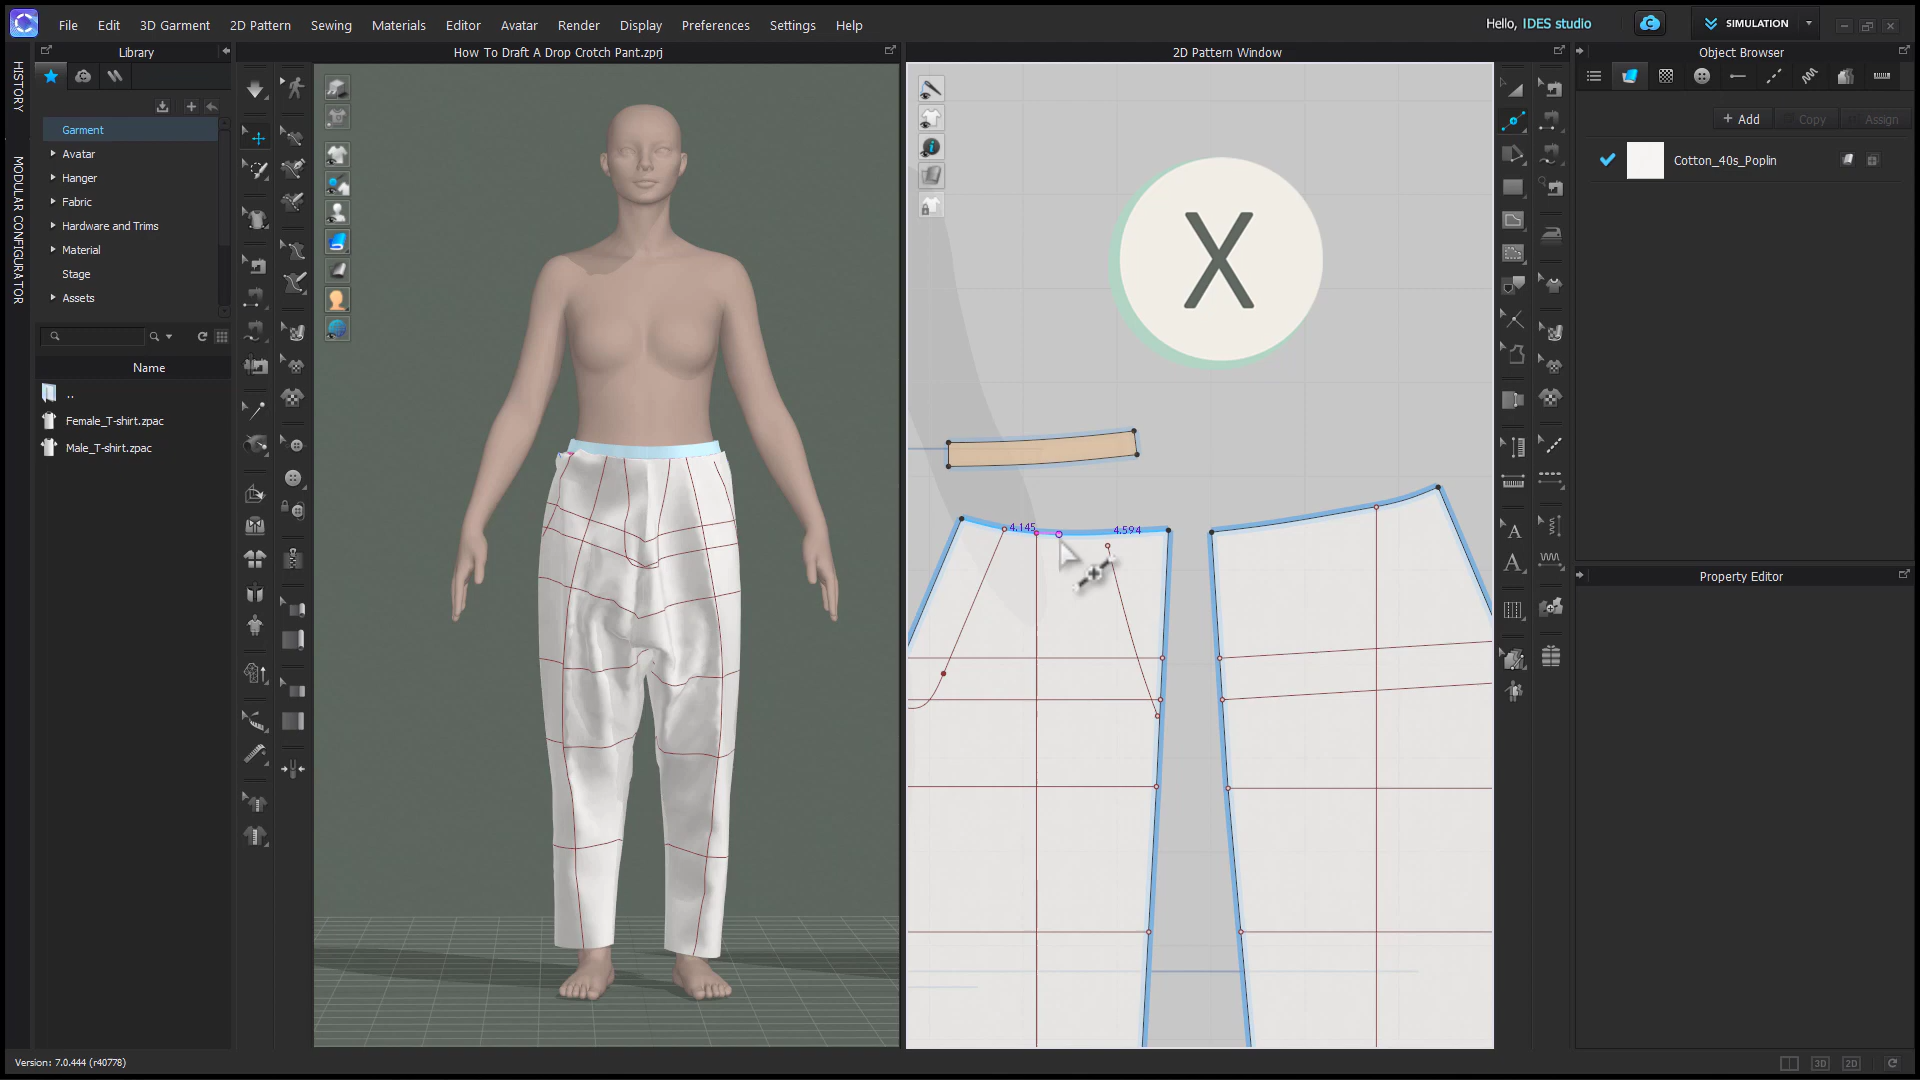 File Edit 3D Garment 2D Pattern Sewing Materials Editor Avatar Render Display Preferences Settings Help
Hello, IDES studio
SIMULATION
Library
How To Draft A Drop Crotch Pant.zprj
2D Pattern Window
Object Browser
HISTORY
MODULAR CONFIGURATOR
Garment
Avatar
Hanger
Fabric
Hardware and Trims
Material
Stage
Assets
Name
..
Female_T-shirt.zpac
Male_T-shirt.zpac
X
4.145
4.594
+ Add Copy Assign
Cotton_40s_Poplin
Property Editor
Version: 7.0.444 (r40778)
3D 2D